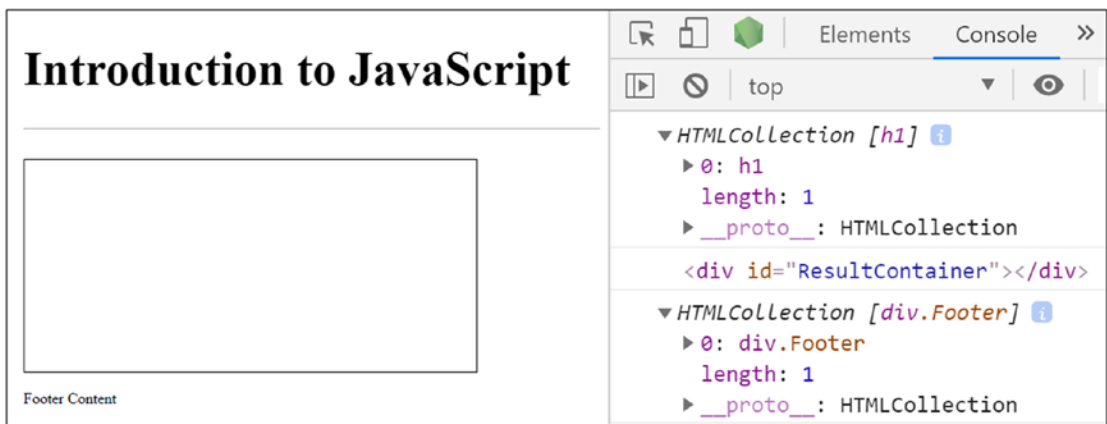 Introduction to JavaScript
Footer Content
Elements Console »
top
▼HTMLCollection [h1] i
▶0: h1
length: 1
▶__proto__: HTMLCollection
<div id="ResultContainer"></div>
▼HTMLCollection [div.Footer] i
▶0: div.Footer
length: 1
▶__proto__: HTMLCollection